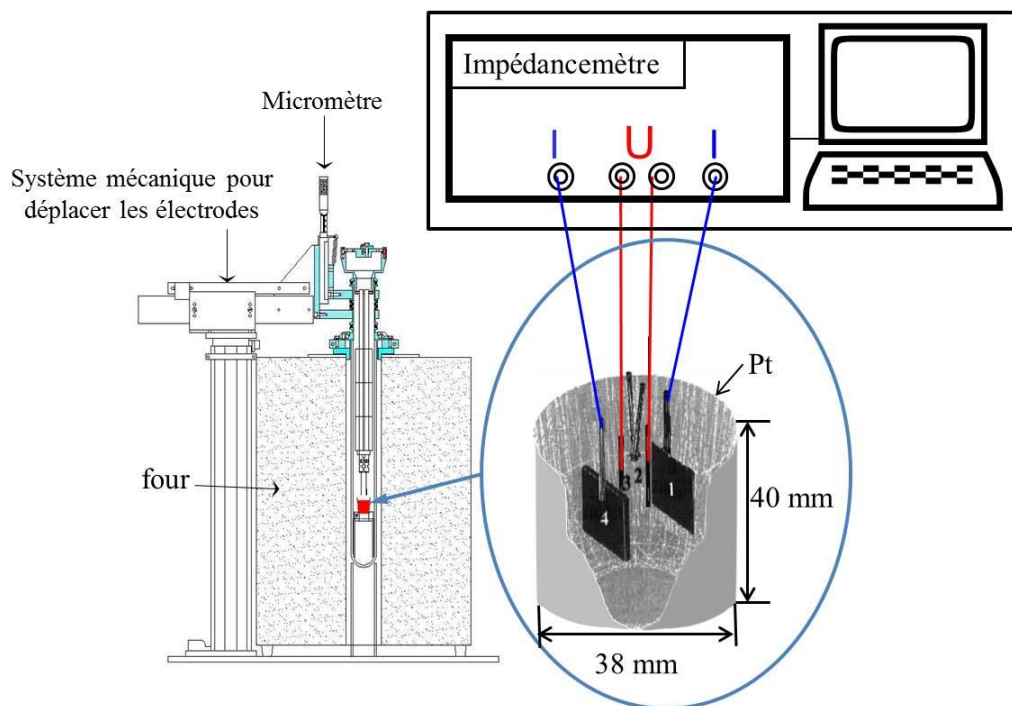 Impédancemètre
I U I
Micromètre
Système mécanique pour
déplacer les électrodes
four
Pt
3 2 1
4
40 mm
38 mm